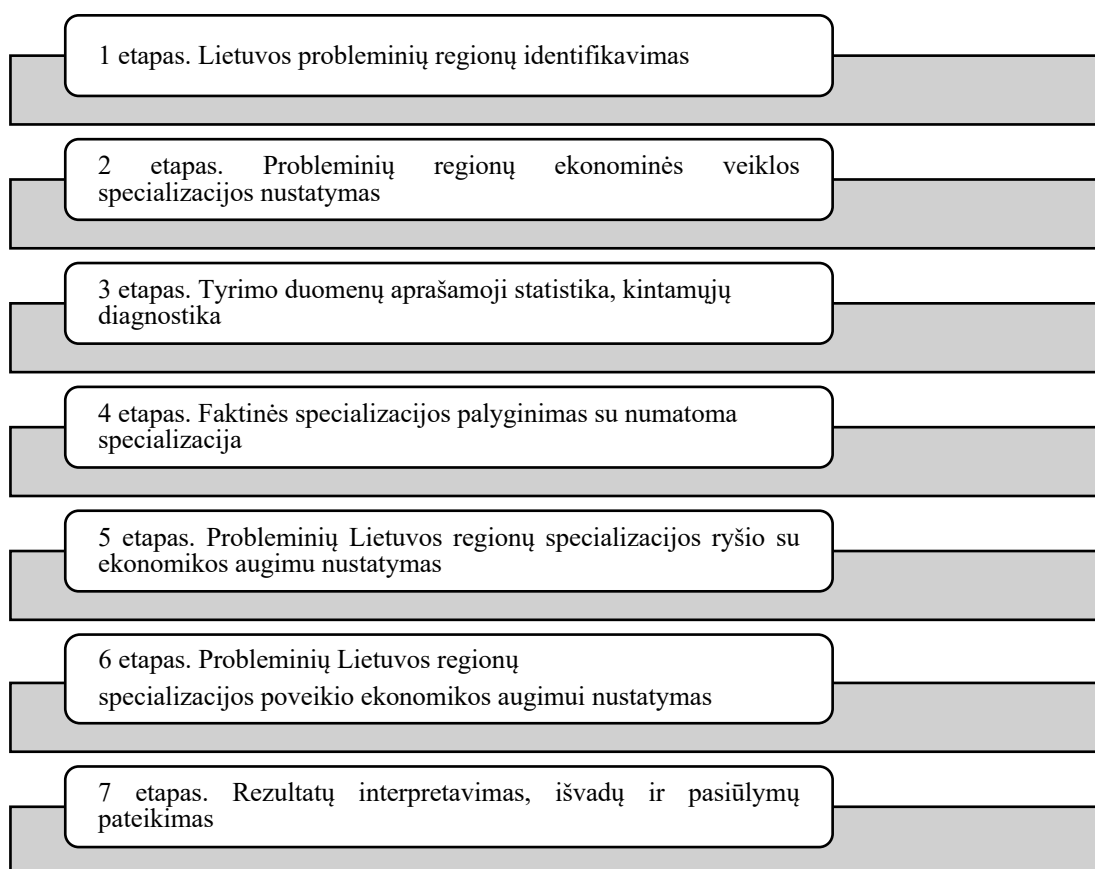 1 etapas. Lietuvos probleminių regionų identifikavimas
2 etapas. Probleminių regionų ekonominės veiklos
specializacijos nustatymas
3 etapas. Tyrimo duomenų aprašamoji statistika, kintamųjų
diagnostika
4 etapas. Faktinės specializacijos palyginimas su numatoma
specializacija
5 etapas. Probleminių Lietuvos regionų specializacijos ryšio su
ekonomikos augimu nustatymas
6 etapas. Probleminių Lietuvos regionų
specializacijos poveikio ekonomikos augimui nustatymas
7 etapas. Rezultatų interpretavimas, išvadų ir pasiūlymų
pateikimas